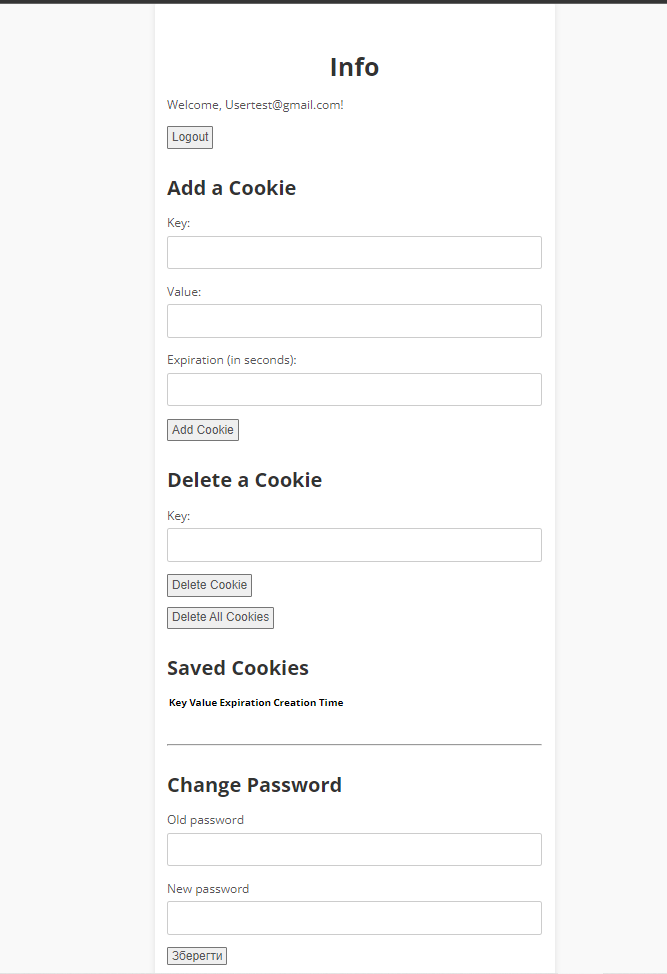 Info
Welcome, Usertest@gmail.com!
Logout
Add a Cookie
Key:
Value:
Expiration (in seconds):
Add Cookie
Delete a Cookie
Key:
Delete Cookie
Delete All Cookies
Saved Cookies
Key Value Expiration Creation Time
Change Password
Old password
New password
Зберегти